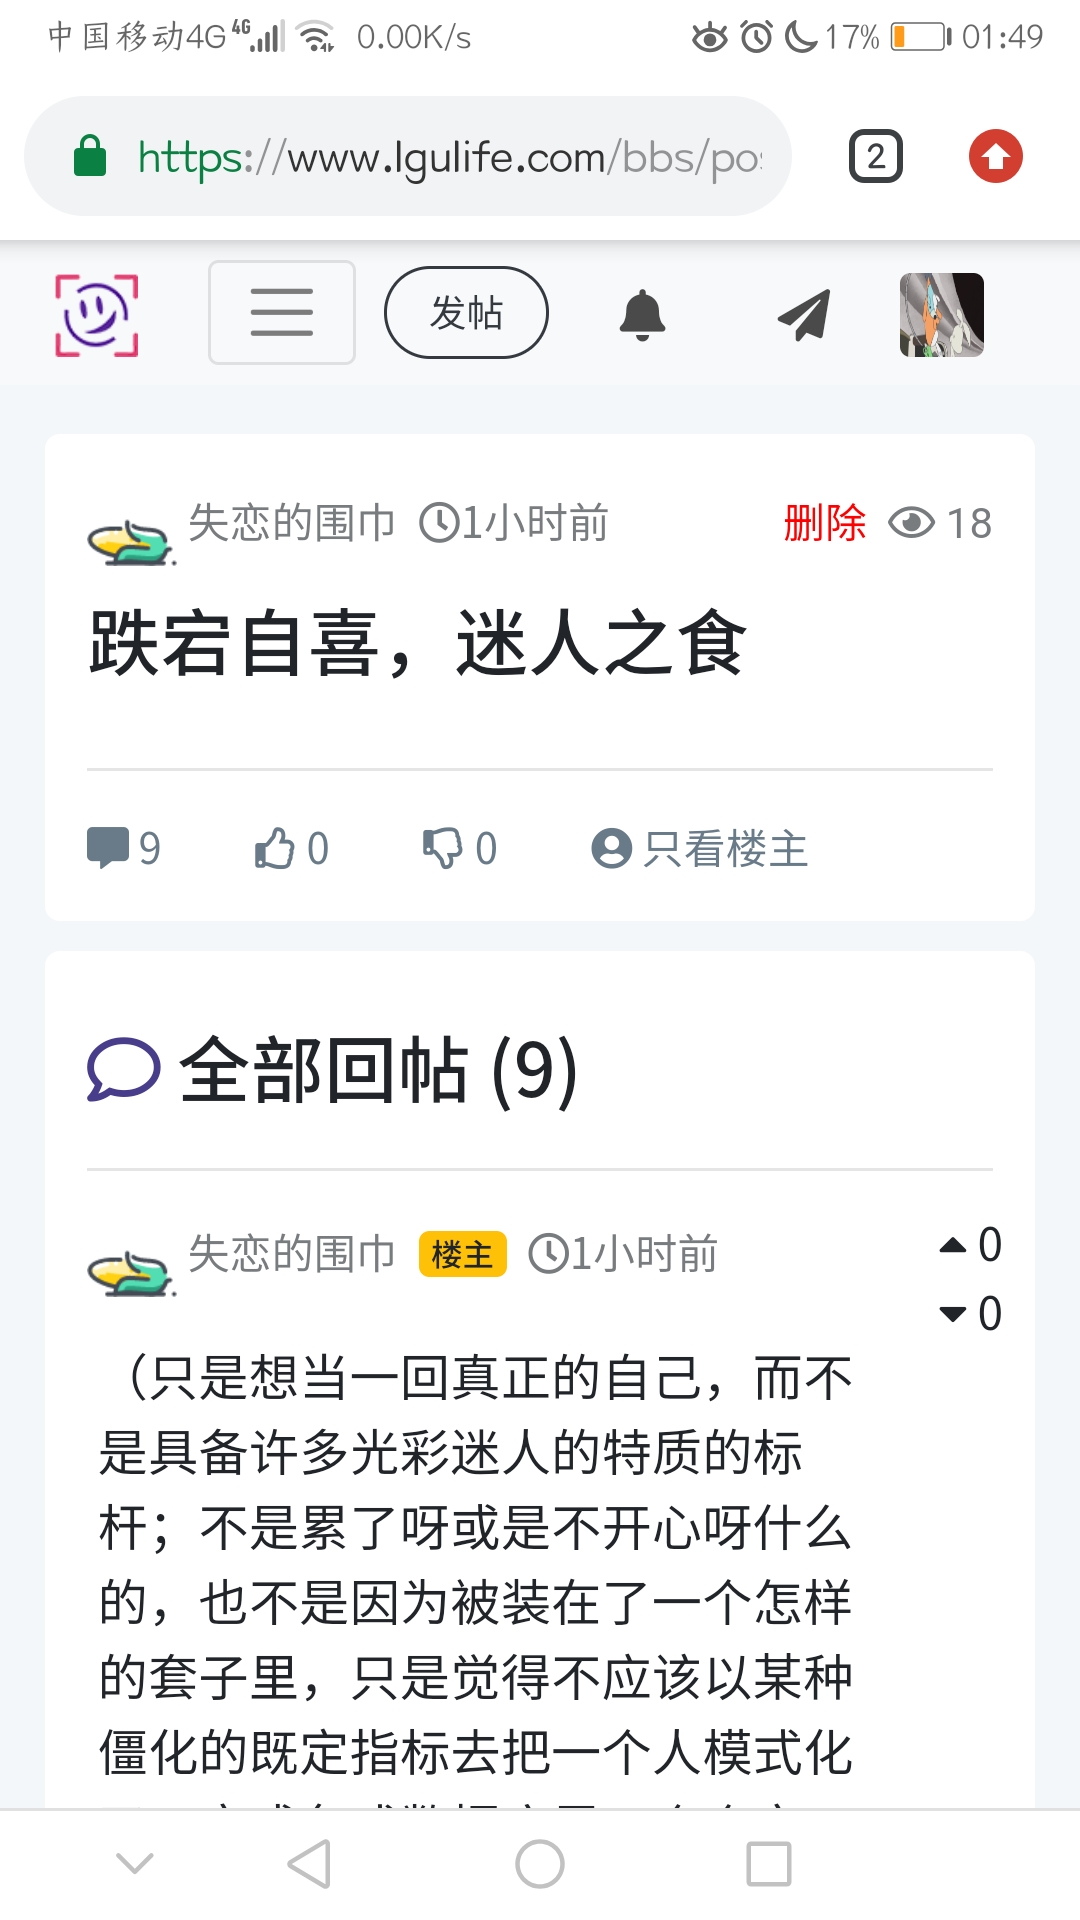 中国移动4G 4G 0.00K/s 17% 01:49
https://www.lgulife.com/bbs/pos
2
发帖
失恋的围巾 1小时前 删除 18
跌宕自喜，迷人之食
9 0 0 只看楼主
全部回帖 (9)
失恋的围巾 楼主 1小时前 0
0
（只是想当一回真正的自己，而不
是具备许多光彩迷人的特质的标
杆；不是累了呀或是不开心呀什么
的，也不是因为被装在了一个怎样
的套子里，只是觉得不应该以某种
僵化的既定指标去把一个人模式化